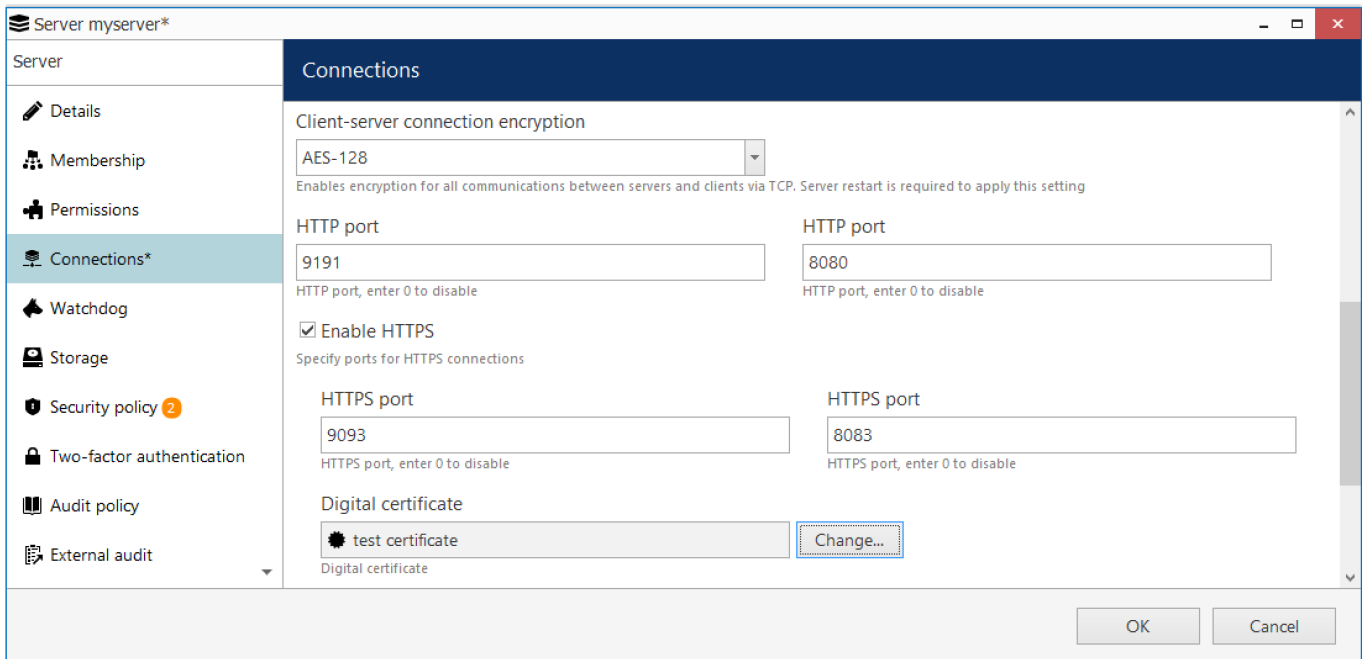 Server myserver*
Server
Details
Membership
Permissions
Connections*
Watchdog
Storage
Security policy 2
Two-factor authentication
Audit policy
External audit
Connections
Client-server connection encryption
AES-128
Enables encryption for all communications between servers and clients via TCP. Server restart is required to apply this setting
HTTP port HTTP port
9191 8080
HTTP port, enter 0 to disable HTTP port, enter 0 to disable
Enable HTTPS
Specify ports for HTTPS connections
HTTPS port HTTPS port
9093 8083
HTTPS port, enter 0 to disable HTTPS port, enter 0 to disable
Digital certificate
test certificate Change...
Digital certificate
OK Cancel